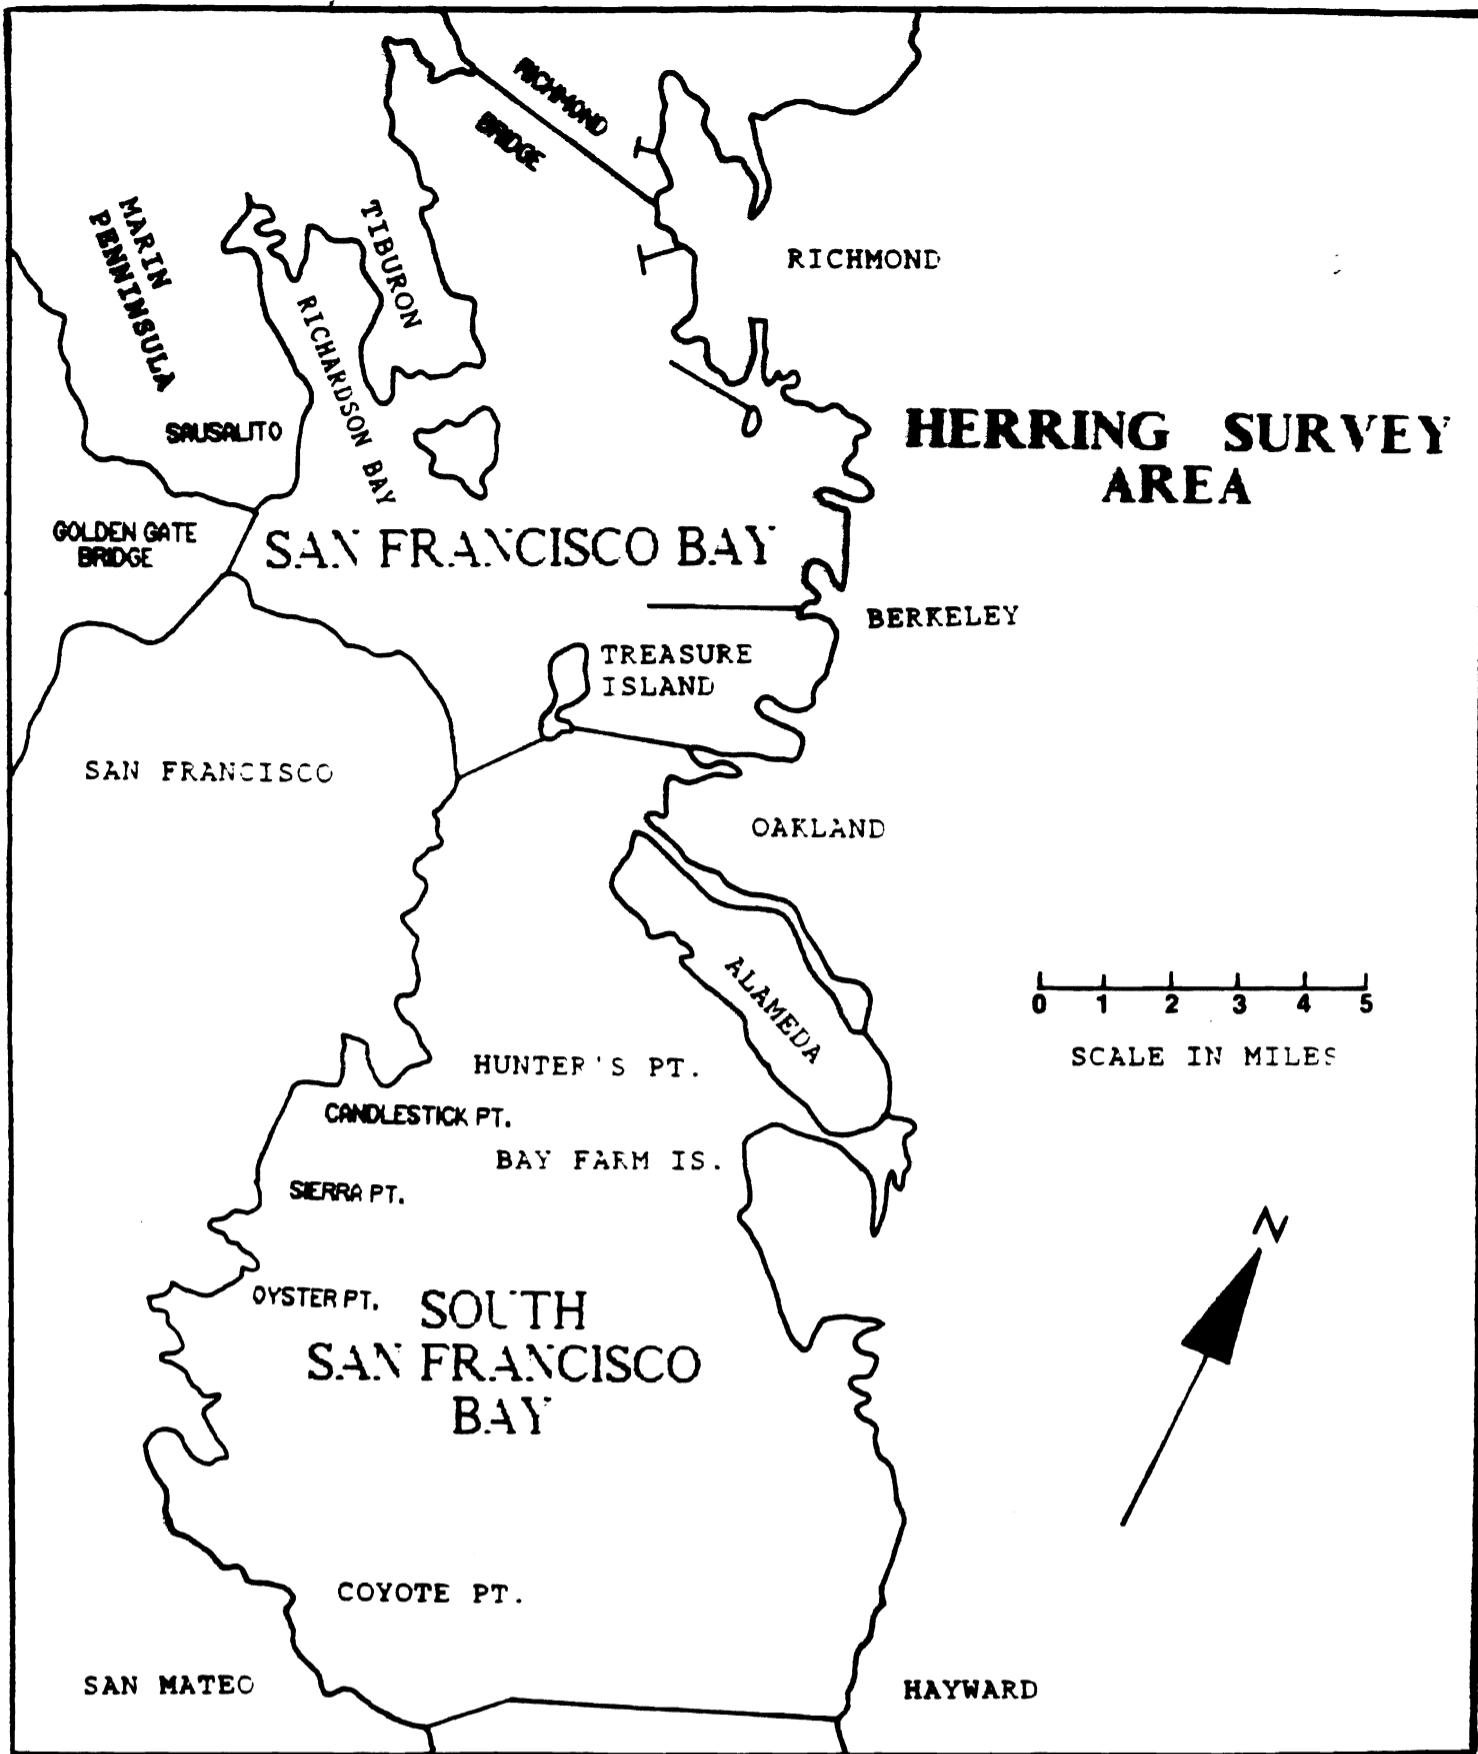 RICHMOND
BRIDGE
MARIN
PENNINSULA
TIBURON
RICHMOND
RICHARDSON BAY
SAUSALITO
HERRING SURVEY
AREA
GOLDEN GATE
BRIDGE
SAN FRANCISCO BAY
BERKELEY
TREASURE
ISLAND
SAN FRANCISCO
OAKLAND
ALAMEDA
0 1 2 3 4 5
SCALE IN MILES
HUNTER'S PT.
CANDLESTICK PT.
BAY FARM IS.
SIERRA PT.
N
OYSTER PT.
SOUTH
SAN FRANCISCO
BAY
COYOTE PT.
SAN MATEO
HAYWARD